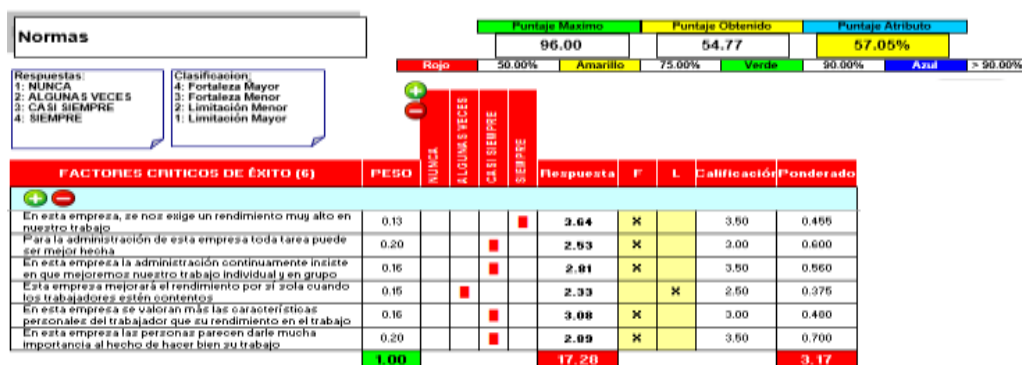 Normas
Puntaje Maximo Puntaje Obtenido Puntaje Atributo
96.00 54.77 57.05%
Rojo 50.00% Amarillo 75.00% Verde 90.00% Azul > 90.00%
Respuestas:
1: NUNCA
2: ALGUNAS VECES
3: CASI SIEMPRE
4: SIEMPRE
Clasificacion:
4: Fortaleza Mayor
3: Fortaleza Menor
2: Limitación Menor
1: Limitación Mayor
FACTORES CRITICOS DE ÉXITO (6) PESO NUNCA ALGUNAS VECES CASI SIEMPRE SIEMPRE Respuesta F L Calificación Ponderado
En esta empresa, se nos exige un rendimiento muy alto en
nuestro trabajo 0.13 3.64 X 3.50 0.455
Para la administración de esta empresa toda tarea puede
ser mejor hecha 0.20 2.53 X 3.00 0.600
En esta empresa la administración continuamente insiste
en que mejoremos nuestro trabajo individual y en grupo 0.16 2.81 X 3.50 0.560
Esta empresa mejorará el rendimiento por sí sola cuando
los trabajadores estén contentos 0.15 2.33 X 2.50 0.375
En esta empresa se valoran más las características
personales del trabajador que su rendimiento en el trabajo 0.16 3.08 X 3.00 0.480
En esta empresa las personas parecen darle mucha
importancia al hecho de hacer bien su trabajo 0.20 2.89 X 3.50 0.700
1.00 17.28 3.17